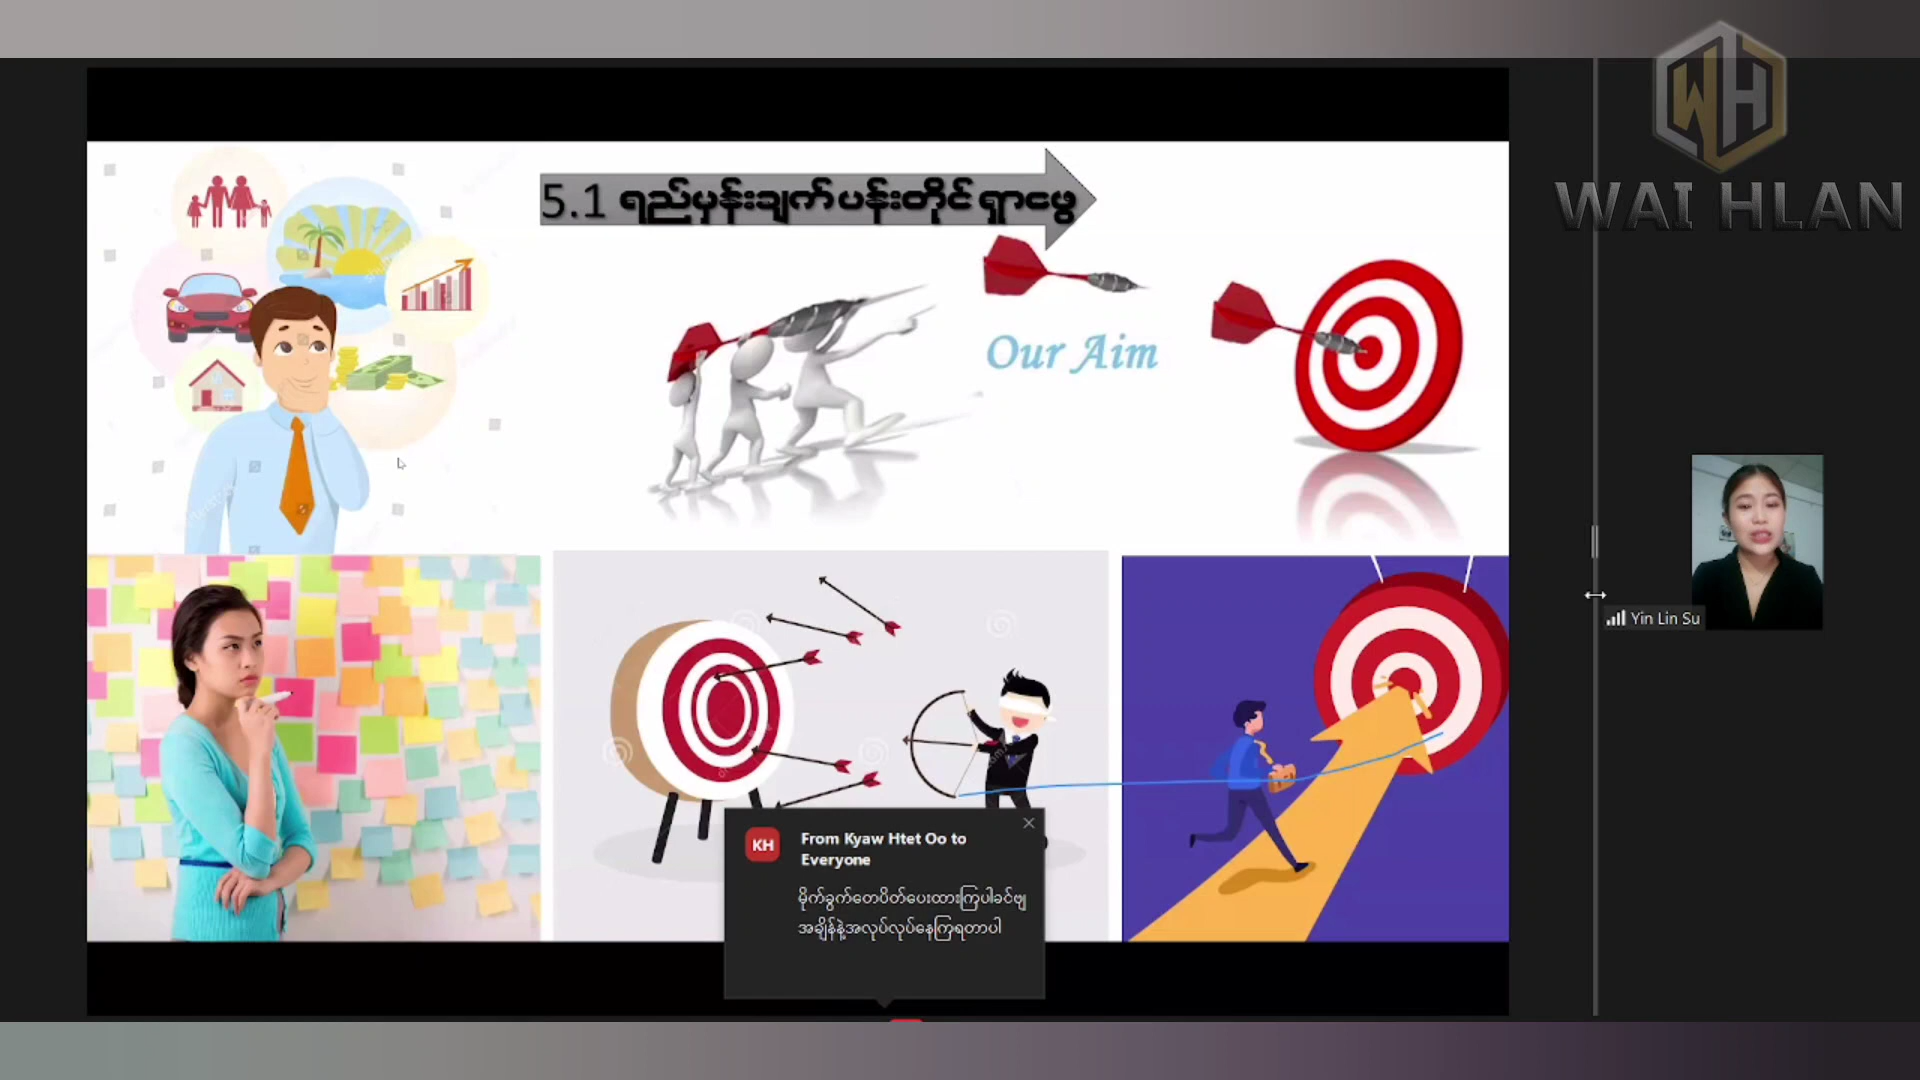 WAI HLAN
5.1 ရည်မှန်းချက်ပန်းတိုင်ရှာဖွေ
Our Aim
Yin Lin Su
KH
From Kyaw Htet Oo to
Everyone
မိုက်ခွက်တေပိတ်ပေးထားကြပါခင်ဗျ
အချိန်နဲ့အလုပ်လုပ်နေကြရတာပါ